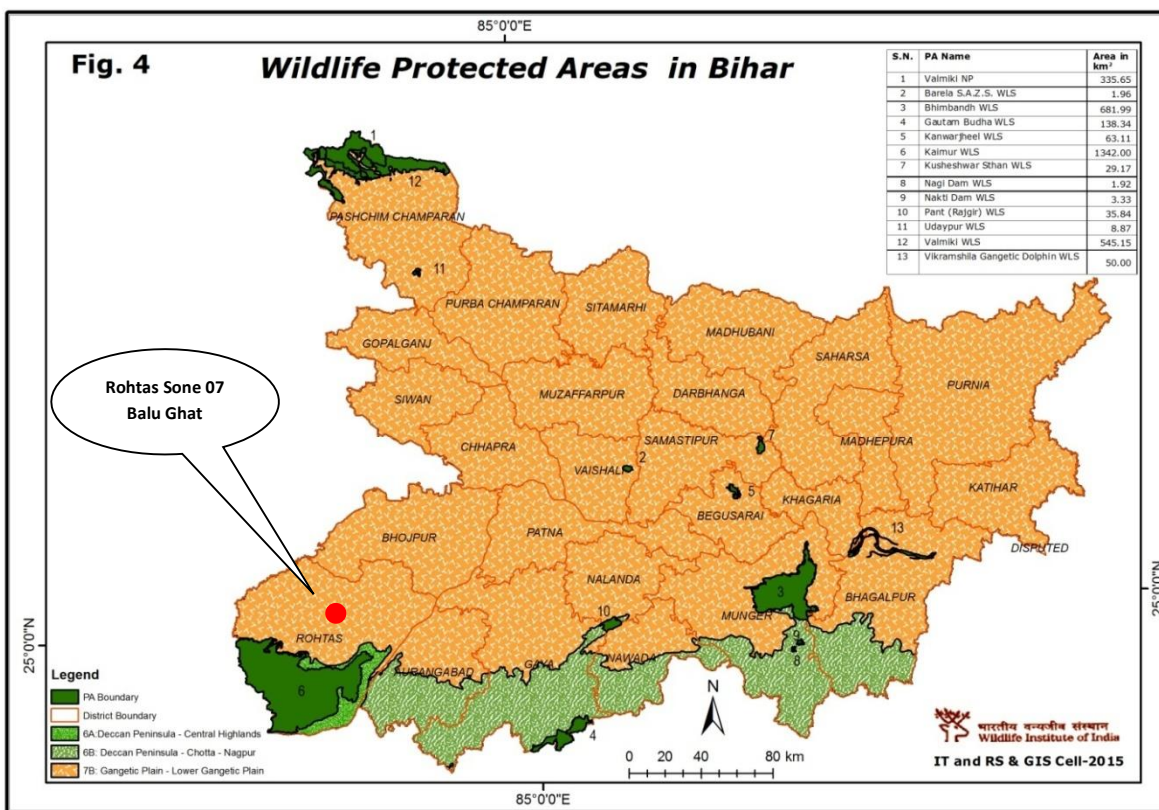 85°0'0"E
Fig. 4
Wildlife Protected Areas in Bihar
S.N. PA Name Area in km²
1 Valmiki NP 335.65
2 Barela S.A.Z.S. WLS 1.96
3 Bhimbandh WLS 681.99
4 Gautam Budha WLS 138.34
5 Kanwarjheel WLS 63.11
6 Kaimur WLS 1342.00
7 Kusheshwar Sthan WLS 29.17
8 Nagi Dam WLS 1.92
9 Nakti Dam WLS 3.33
10 Pant (Rajgir) WLS 35.84
11 Udaypur WLS 8.87
12 Valmiki WLS 545.15
13 Vikramshila Gangetic Dolphin WLS 50.00
1
12
PASHCHIM CHAMPARAN
11
PURBA CHAMPARAN
SITAMARHI
MADHUBANI
GOPALGANJ
SAHARSA
PURNIA
Rohtas Sone 07
Balu Ghat
SIWAN
MUZAFFARPUR
DARBHANGA
CHHAPRA
SAMASTIPUR
7
MADHEPURA
VAISHALI
2
5
KHAGARIA
KATIHAR
BEGUSARAI
BHOJPUR
PATNA
13
DISPUTED
NALANDA
3
BHAGALPUR
10
MUNGER
ROHTAS
25°0'0"N
25°0'0"N
AURANGABAD
GAYA
NAWADA
9
8
6
4
Legend
PA Boundary
District Boundary
6A:Deccan Peninsula - Central Highlands
6B: Deccan Peninsula - Chotta - Nagpur
7B: Gangetic Plain - Lower Gangetic Plain
N
0 20 40 80 km
भारतीय वन्यजीव संस्थान
Wildlife Institute of India
IT and RS & GIS Cell-2015
85°0'0"E